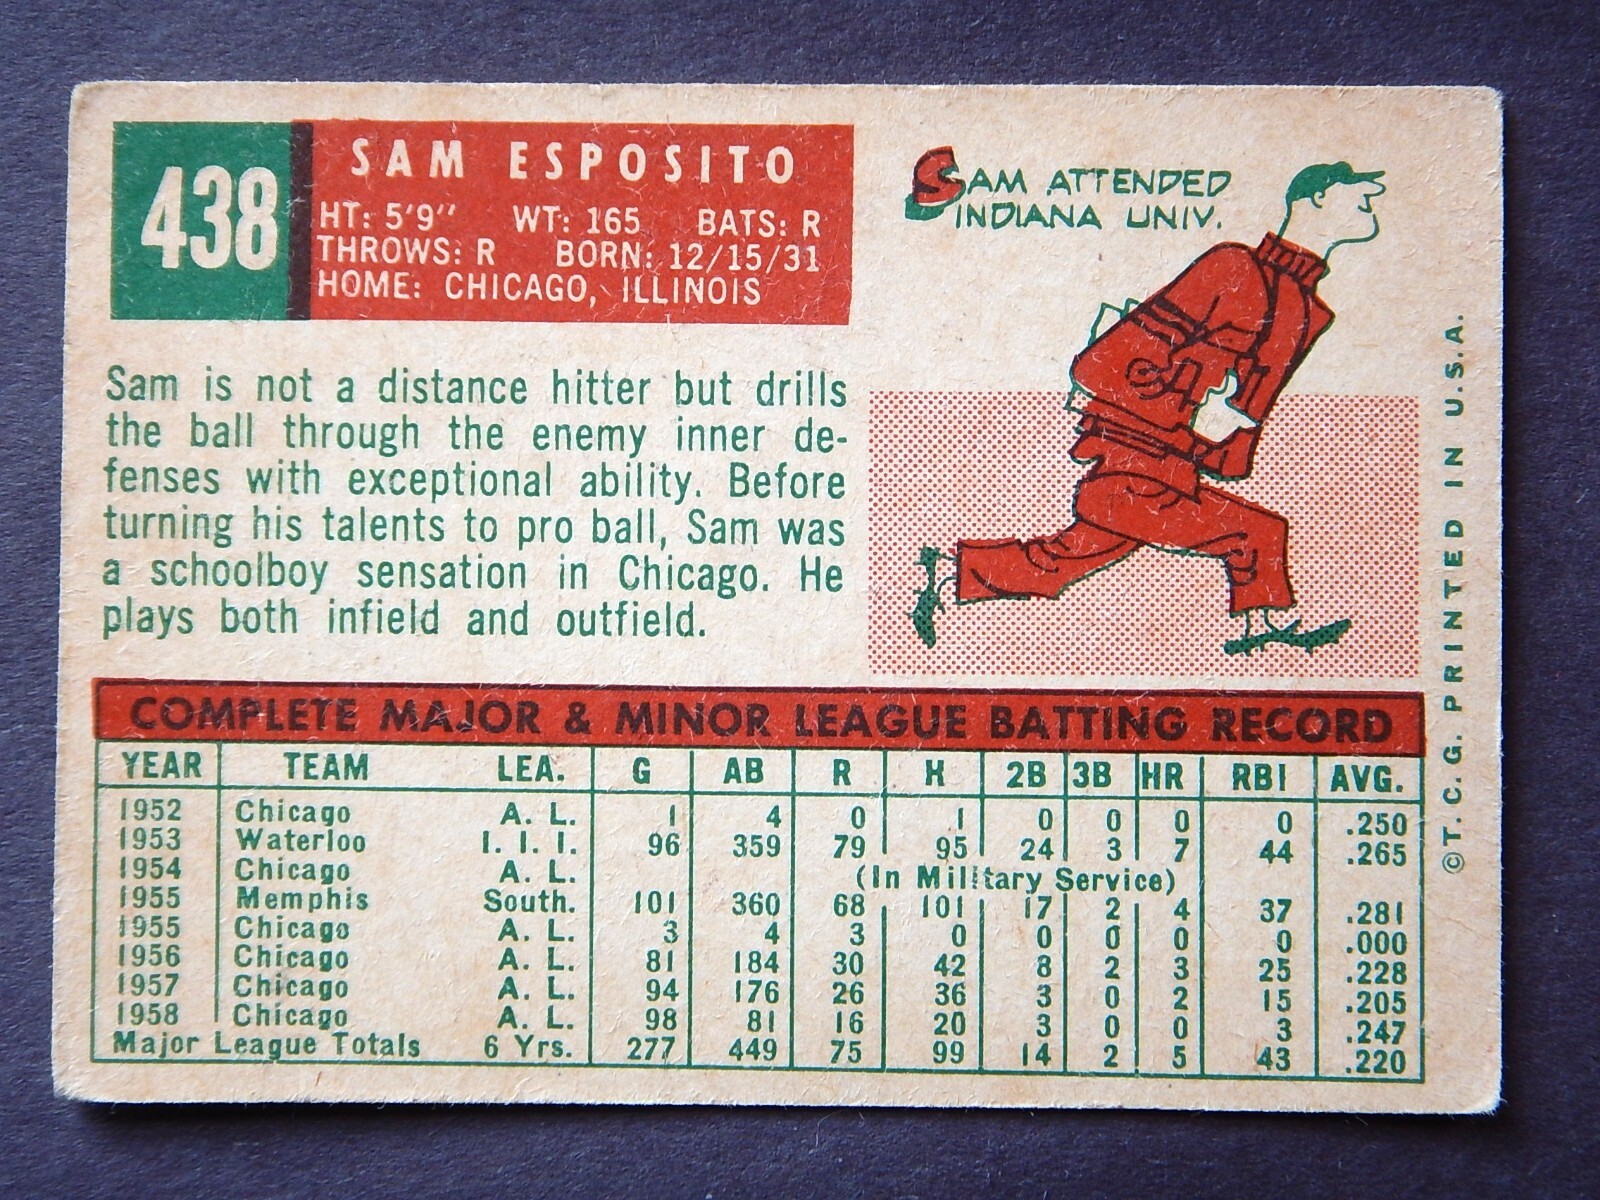 438
SAM ESPOSITO
HT: 5'9" WT: 165 BATS: R
THROWS: R BORN: 12/15/31
HOME: CHICAGO, ILLINOIS
SAM ATTENDED
INDIANA UNIV.
Sam is not a distance hitter but drills
the ball through the enemy inner de-
fenses with exceptional ability. Before
turning his talents to pro ball, Sam was
a schoolboy sensation in Chicago. He
plays both infield and outfield.
COMPLETE MAJOR & MINOR LEAGUE BATTING RECORD
YEAR TEAM LEA. G AB R H 2B 3B HR RBI AVG.
1952 Chicago A. L. 1 4 0 1 0 0 0 0 .250
1953 Waterloo I. I. I. 96 359 79 95 24 3 7 44 .265
1954 Chicago A. L. (In Military Service)
1955 Memphis South. 101 360 68 101 17 2 4 37 .281
1955 Chicago A. L. 3 4 3 0 0 0 0 0 .000
1956 Chicago A. L. 81 184 30 42 8 2 3 25 .228
1957 Chicago A. L. 94 176 26 36 3 0 2 15 .205
1958 Chicago A. L. 98 81 16 20 3 0 0 3 .247
Major League Totals 6 Yrs. 277 449 75 99 14 2 5 43 .220
©T.C.G. PRINTED IN U.S.A.